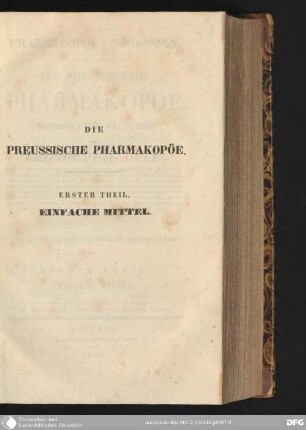 DIE
PREUSSISCHE PHARMAKOPÖE.
ERSTER THEIL.
EINFACHE MITTEL.
Universitäts- und
Landesbibliothek Düsseldorf
DFG